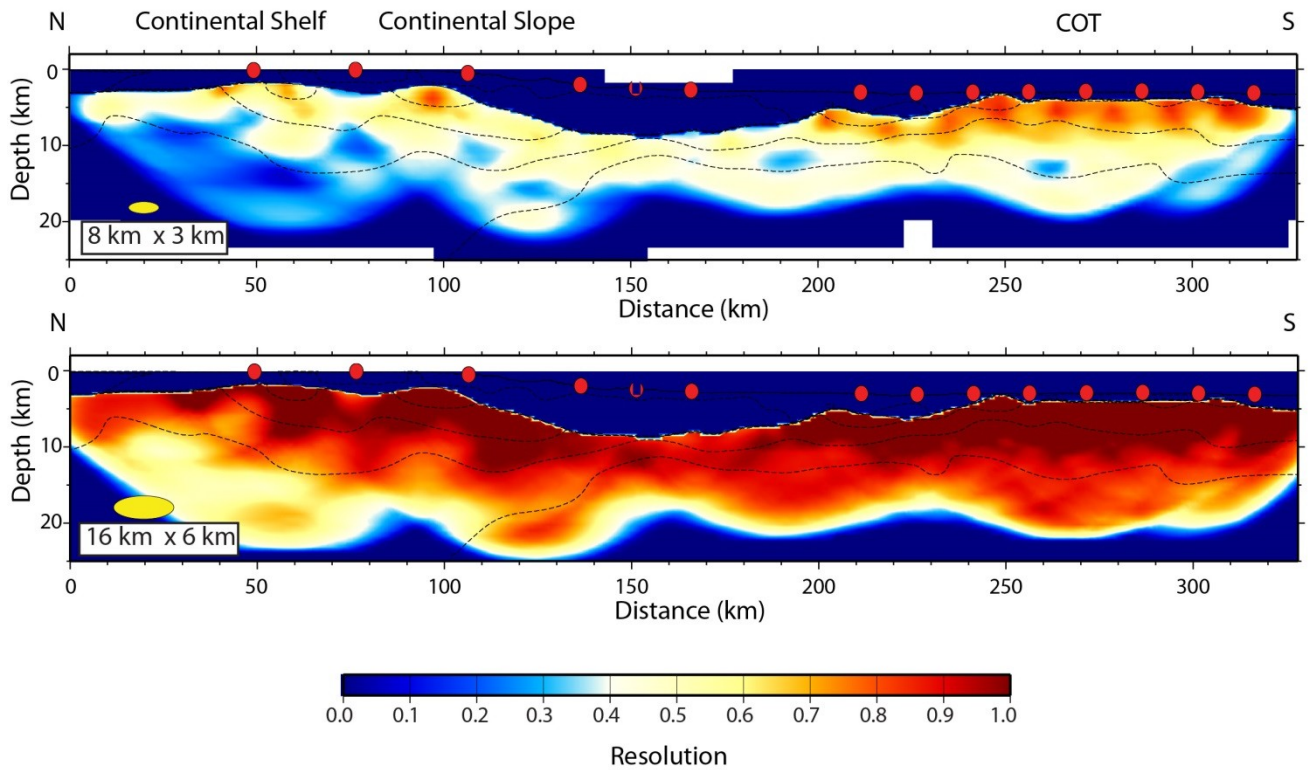 N Continental Shelf Continental Slope COT S
0
10
20
Depth (km)
8 km x 3 km
0 50 100 150 200 250 300
Distance (km)
N S
0
10
20
Depth (km)
16 km x 6 km
0 50 100 150 200 250 300
Distance (km)
0.0 0.1 0.2 0.3 0.4 0.5 0.6 0.7 0.8 0.9 1.0
Resolution